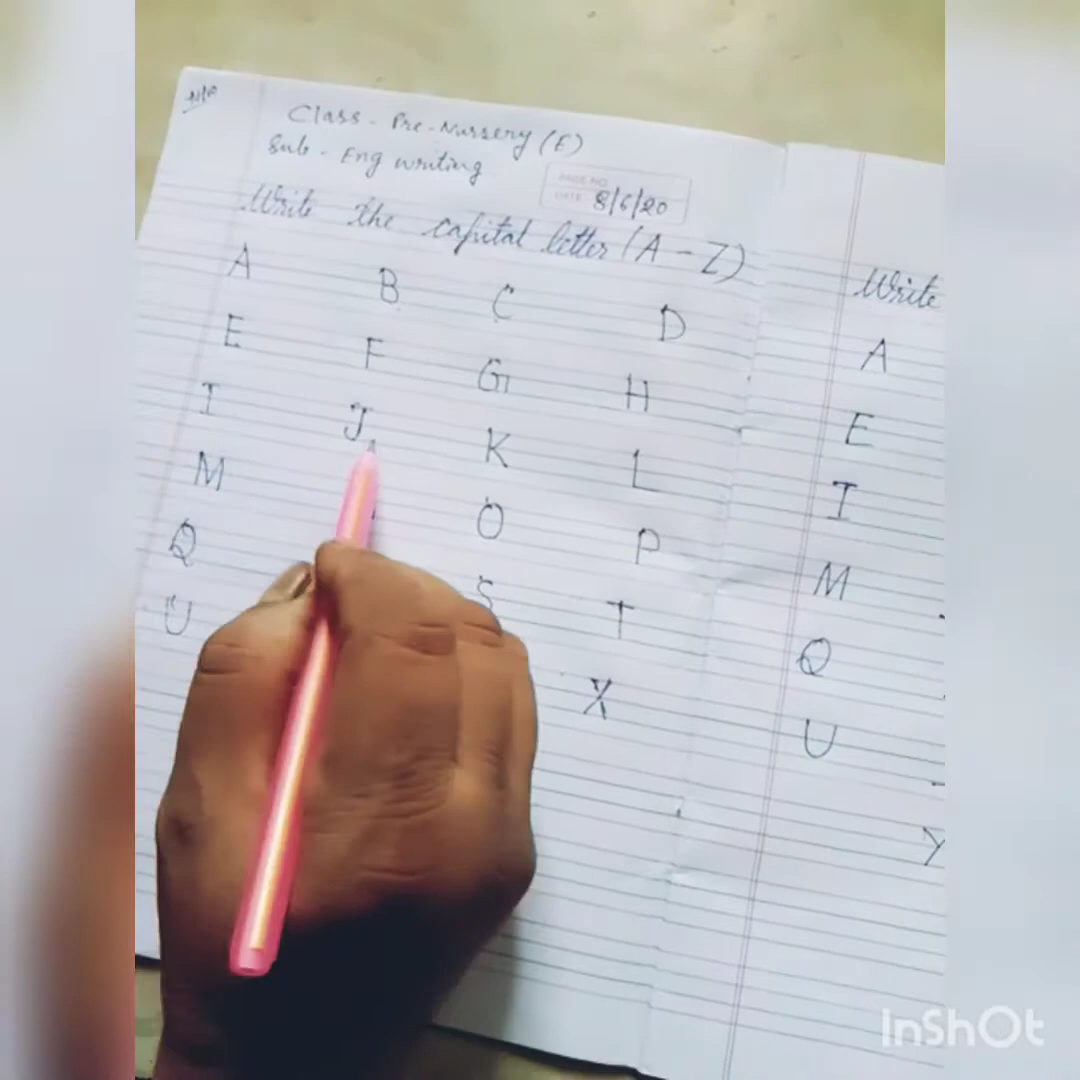 Class - Pre-Nursery (E)
Sub - Eng writing
PAGE NO.
DATE 8/6/20
Write the capital letter (A-Z)
A B C D
E F G H
I J K L
M O P
Q S T
U X
Write
A
E
I
M
Q
U
Y
InShOt